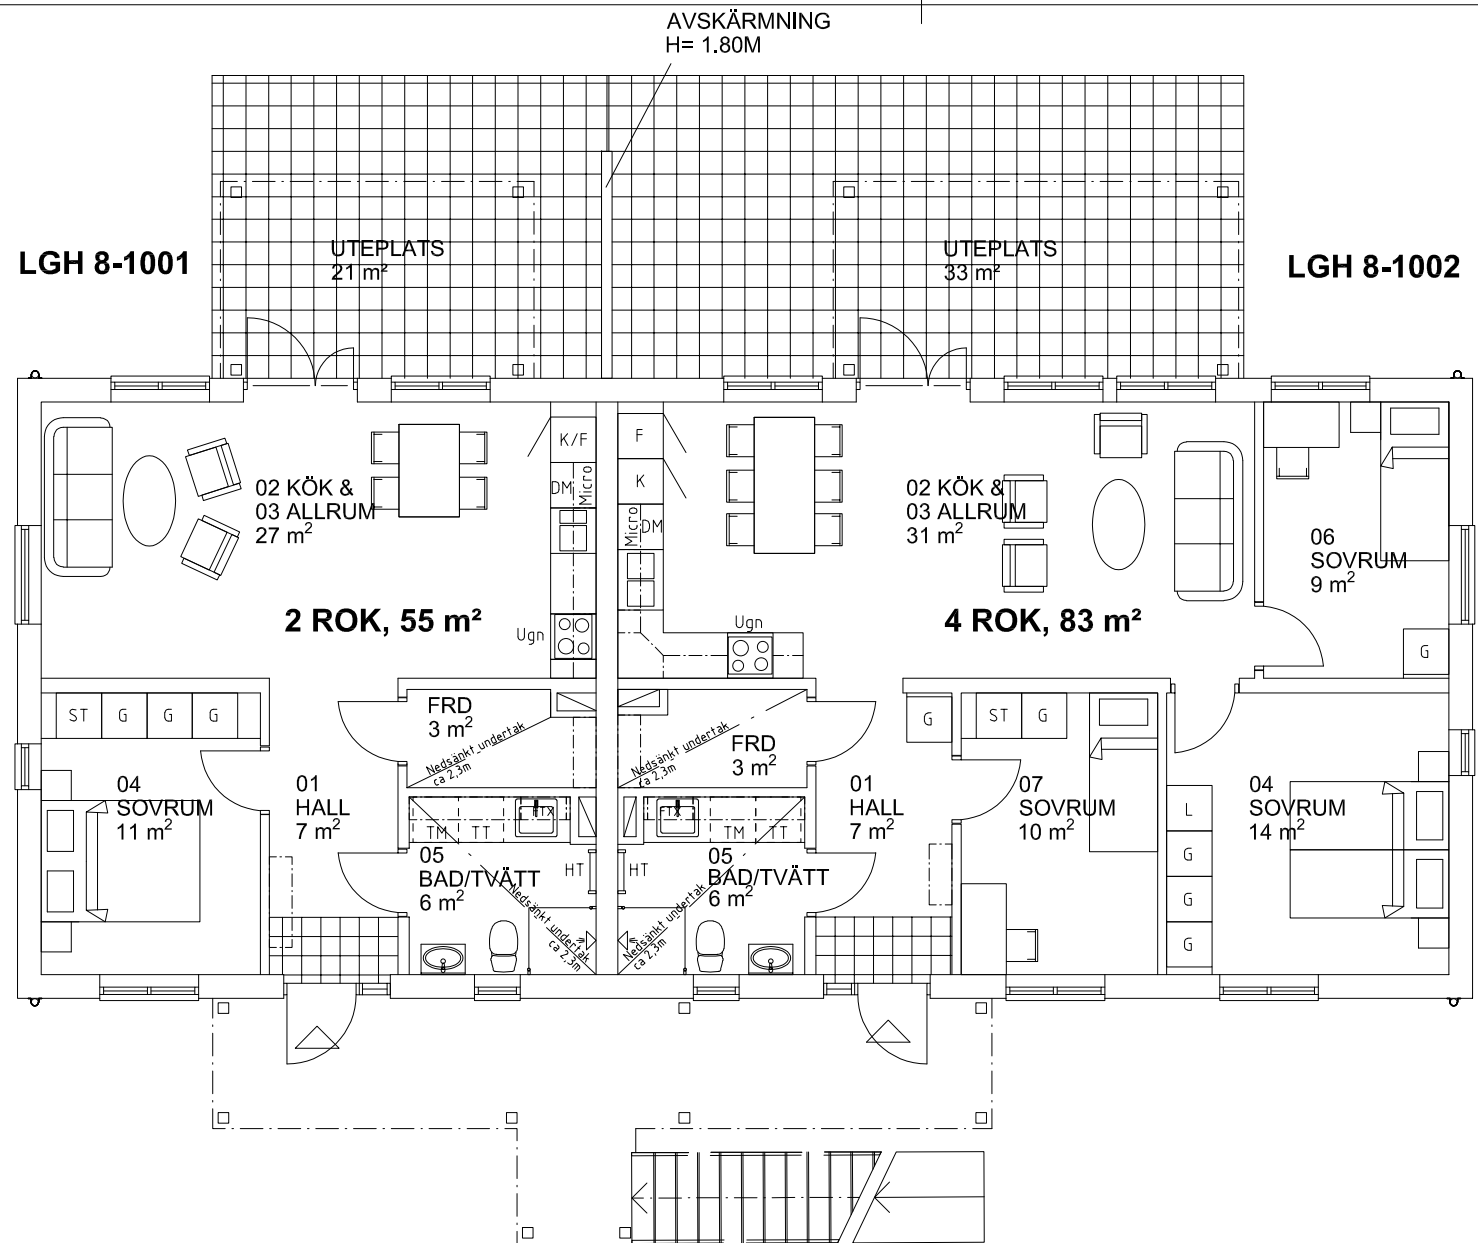 AVSKÄRMNING
H= 1.80M
LGH 8-1001
UTEPLATS
21 m²
UTEPLATS
33 m²
LGH 8-1002
02 KÖK &
03 ALLRUM
27 m²
K/F
DM
Micro
Ugn
2 ROK, 55 m²
F
K
Micro
DM
Ugn
02 KÖK &
03 ALLRUM
31 m²
4 ROK, 83 m²
06
SOVRUM
9 m²
G
ST
G
G
G
FRD
3 m²
Nedsänkt undertak
ca 2,3m
Nedsänkt undertak
ca 2,3m
FRD
3 m²
G
ST
G
04
SOVRUM
11 m²
01
HALL
7 m²
TM
TT
FTX
05
BAD/TVÄTT
6 m²
HT
Nedsänkt undertak
ca 2,3m
HT
FTX
TM
TT
05
BAD/TVÄTT
6 m²
Nedsänkt undertak
ca 2,3m
01
HALL
7 m²
07
SOVRUM
10 m²
L
G
G
G
04
SOVRUM
14 m²